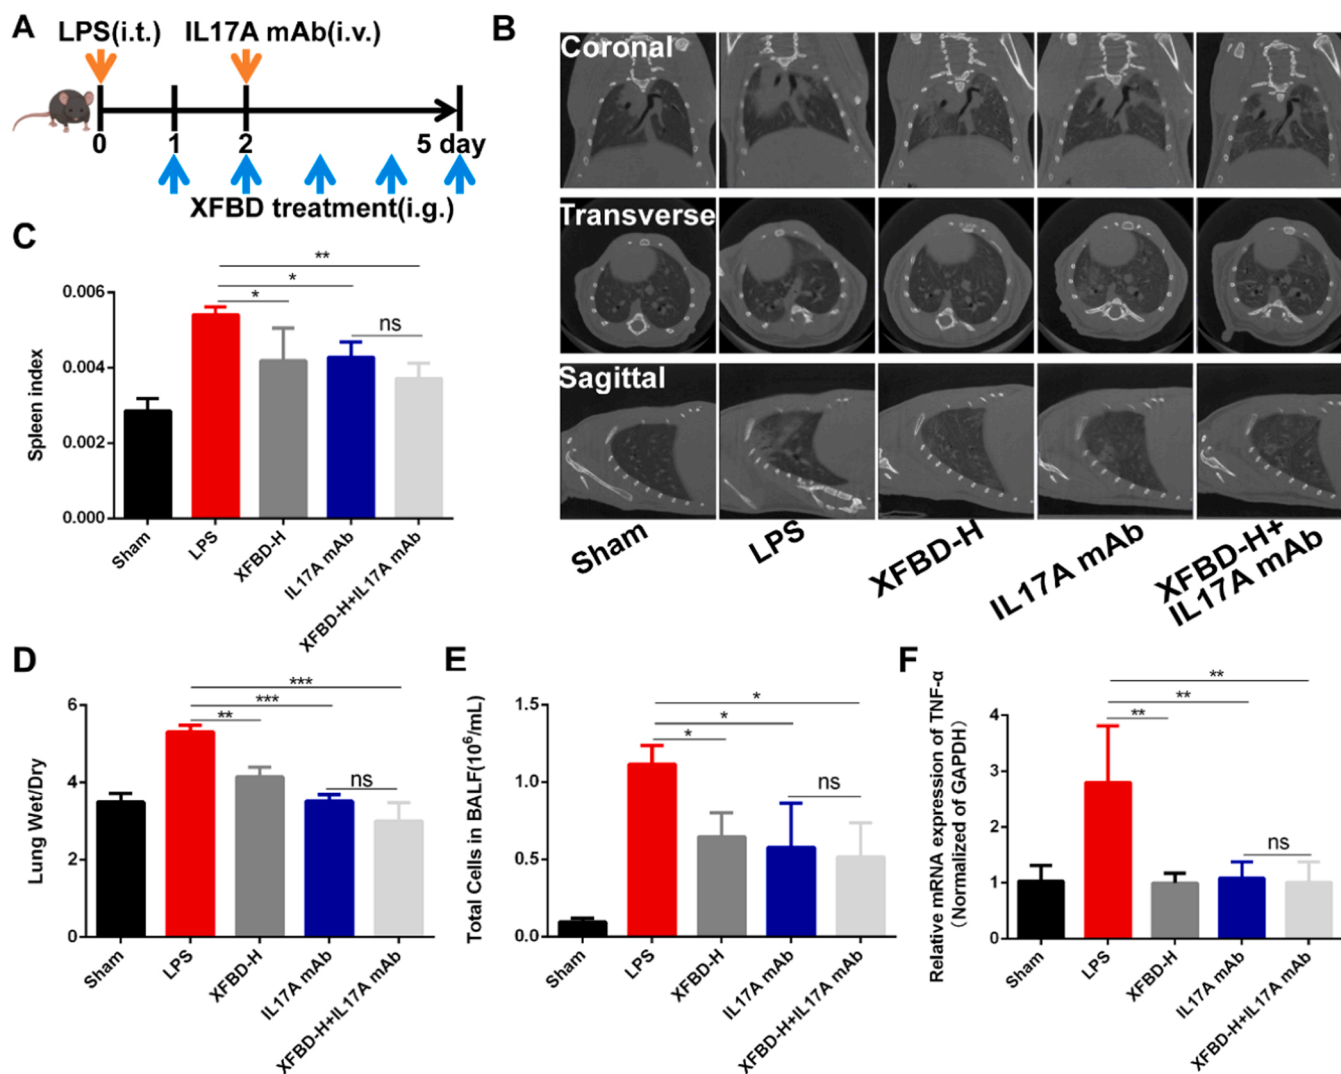 A
LPS(i.t.) IL17A mAb(i.v.)
0 1 2 5 day
XFBD treatment(i.g.)
B
Coronal
Transverse
Sagittal
Sham LPS XFBD-H IL17A mAb XFBD-H+
IL17A mAb
C
Spleen index
0.006
0.004
0.002
0.000
**
*
*
ns
Sham LPS XFBD-H IL17A mAb XFBD-H+IL17A mAb
D
Lung Wet/Dry
6
4
2
0
***
***
**
ns
Sham LPS XFBD-H IL17A mAb XFBD-H+IL17A mAb
E
Total Cells in BALF(10⁶/mL)
1.5
1.0
0.5
0.0
*
*
*
ns
Sham LPS XFBD-H IL17A mAb XFBD-H+IL17A mAb
F
Relative mRNA expression of TNF-α
(Normalized of GAPDH)
4
3
2
1
0
**
**
**
ns
Sham LPS XFBD-H IL17A mAb XFBD-H+IL17A mAb